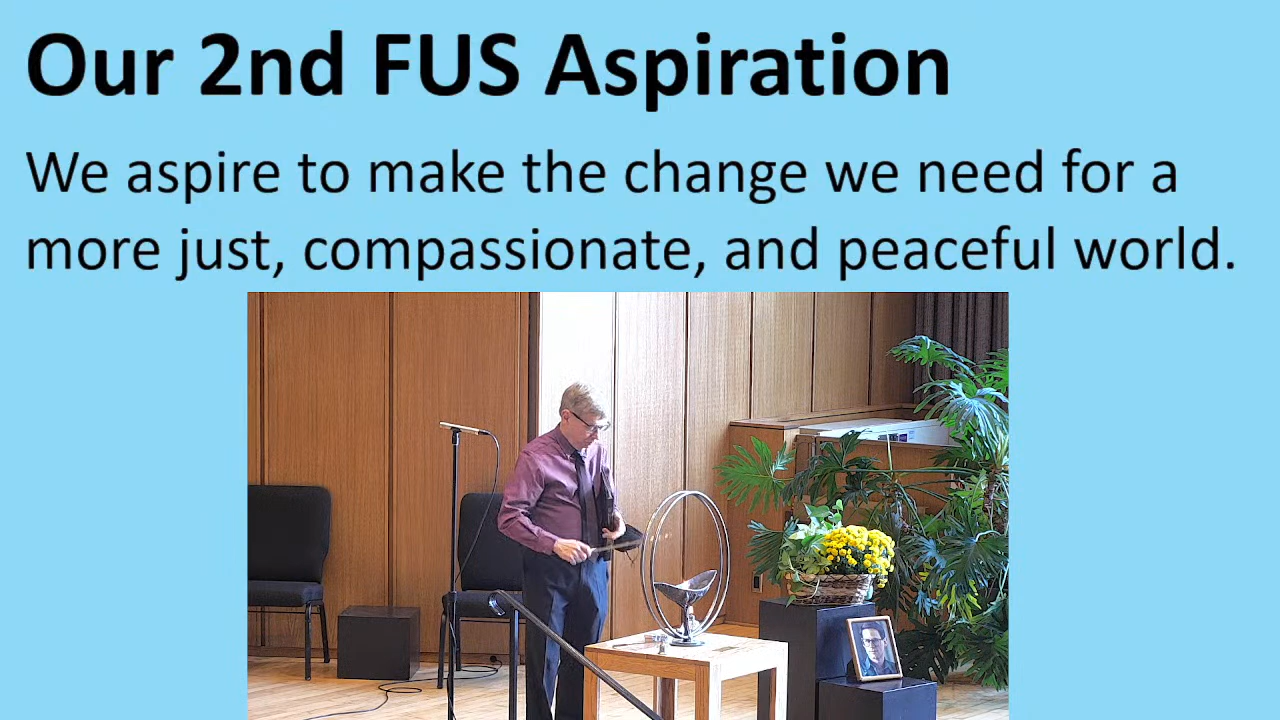 Our 2nd FUS Aspiration
We aspire to make the change we need for a
more just, compassionate, and peaceful world.